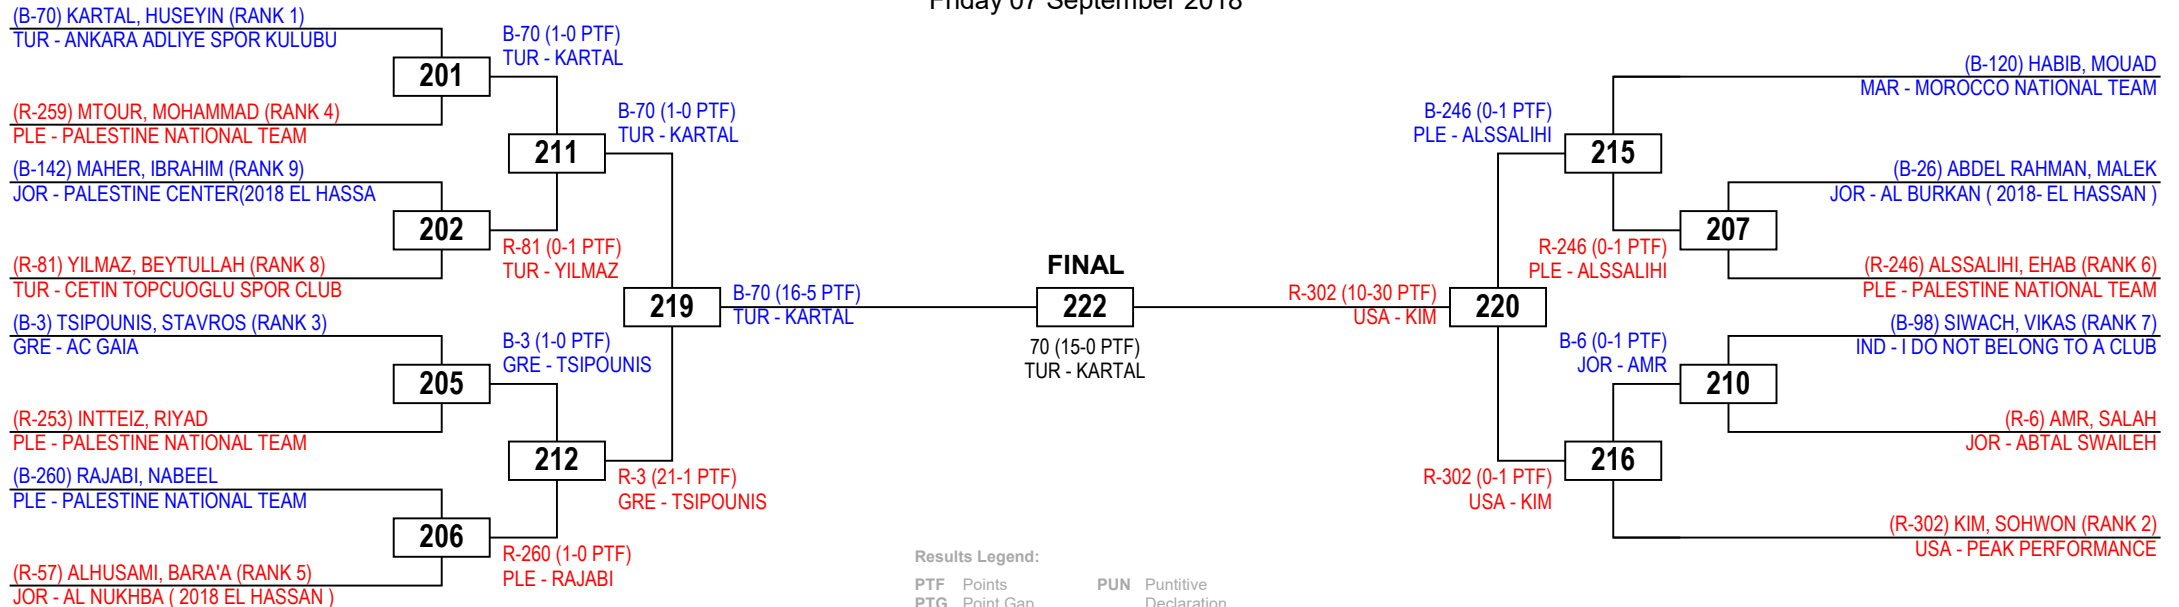 Friday 07 September 2018
(B-70) KARTAL, HUSEYIN (RANK 1)
TUR - ANKARA ADLIYE SPOR KULUBU
201
(R-259) MTOUR, MOHAMMAD (RANK 4)
PLE - PALESTINE NATIONAL TEAM
(B-142) MAHER, IBRAHIM (RANK 9)
JOR - PALESTINE CENTER(2018 EL HASSA
202
(R-81) YILMAZ, BEYTULLAH (RANK 8)
TUR - CETIN TOPCUOGLU SPOR CLUB
(B-3) TSIPOUNIS, STAVROS (RANK 3)
GRE - AC GAIA
205
(R-253) INTTEIZ, RIYAD
PLE - PALESTINE NATIONAL TEAM
(B-260) RAJABI, NABEEL
PLE - PALESTINE NATIONAL TEAM
206
(R-57) ALHUSAMI, BARA'A (RANK 5)
JOR - AL NUKHBA ( 2018 EL HASSAN )
B-70 (1-0 PTF)
TUR - KARTAL
211
R-81 (0-1 PTF)
TUR - YILMAZ
B-3 (1-0 PTF)
GRE - TSIPOUNIS
212
R-260 (1-0 PTF)
PLE - RAJABI
B-70 (1-0 PTF)
TUR - KARTAL
219
R-3 (21-1 PTF)
GRE - TSIPOUNIS
B-70 (16-5 PTF)
TUR - KARTAL
FINAL
222
70 (15-0 PTF)
TUR - KARTAL
R-302 (10-30 PTF)
USA - KIM
B-246 (0-1 PTF)
PLE - ALSSALIHI
220
R-302 (0-1 PTF)
USA - KIM
215
R-246 (0-1 PTF)
PLE - ALSSALIHI
B-6 (0-1 PTF)
JOR - AMR
216
(B-120) HABIB, MOUAD
MAR - MOROCCO NATIONAL TEAM
(B-26) ABDEL RAHMAN, MALEK
JOR - AL BURKAN ( 2018- EL HASSAN )
207
(R-246) ALSSALIHI, EHAB (RANK 6)
PLE - PALESTINE NATIONAL TEAM
(B-98) SIWACH, VIKAS (RANK 7)
IND - I DO NOT BELONG TO A CLUB
210
(R-6) AMR, SALAH
JOR - ABTAL SWAILEH
(R-302) KIM, SOHWON (RANK 2)
USA - PEAK PERFORMANCE
Results Legend:
PTF Points PUN Puntitive
PTG Point Gap Declaration